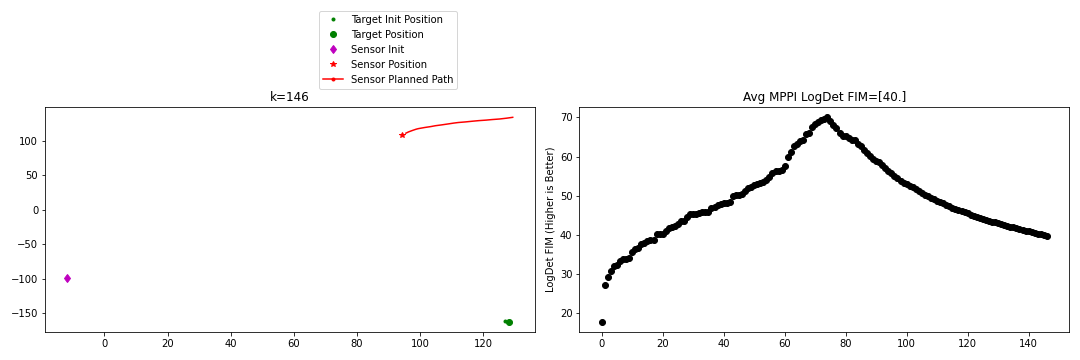 Target Init Position
Target Position
Sensor Init
Sensor Position
Sensor Planned Path
k=146
100
50
0
−50
−100
−150
0 20 40 60 80 100 120
Avg MPPI LogDet FIM=[40.]
LogDet FIM (Higher is Better)
70
60
50
40
30
20
0 20 40 60 80 100 120 140